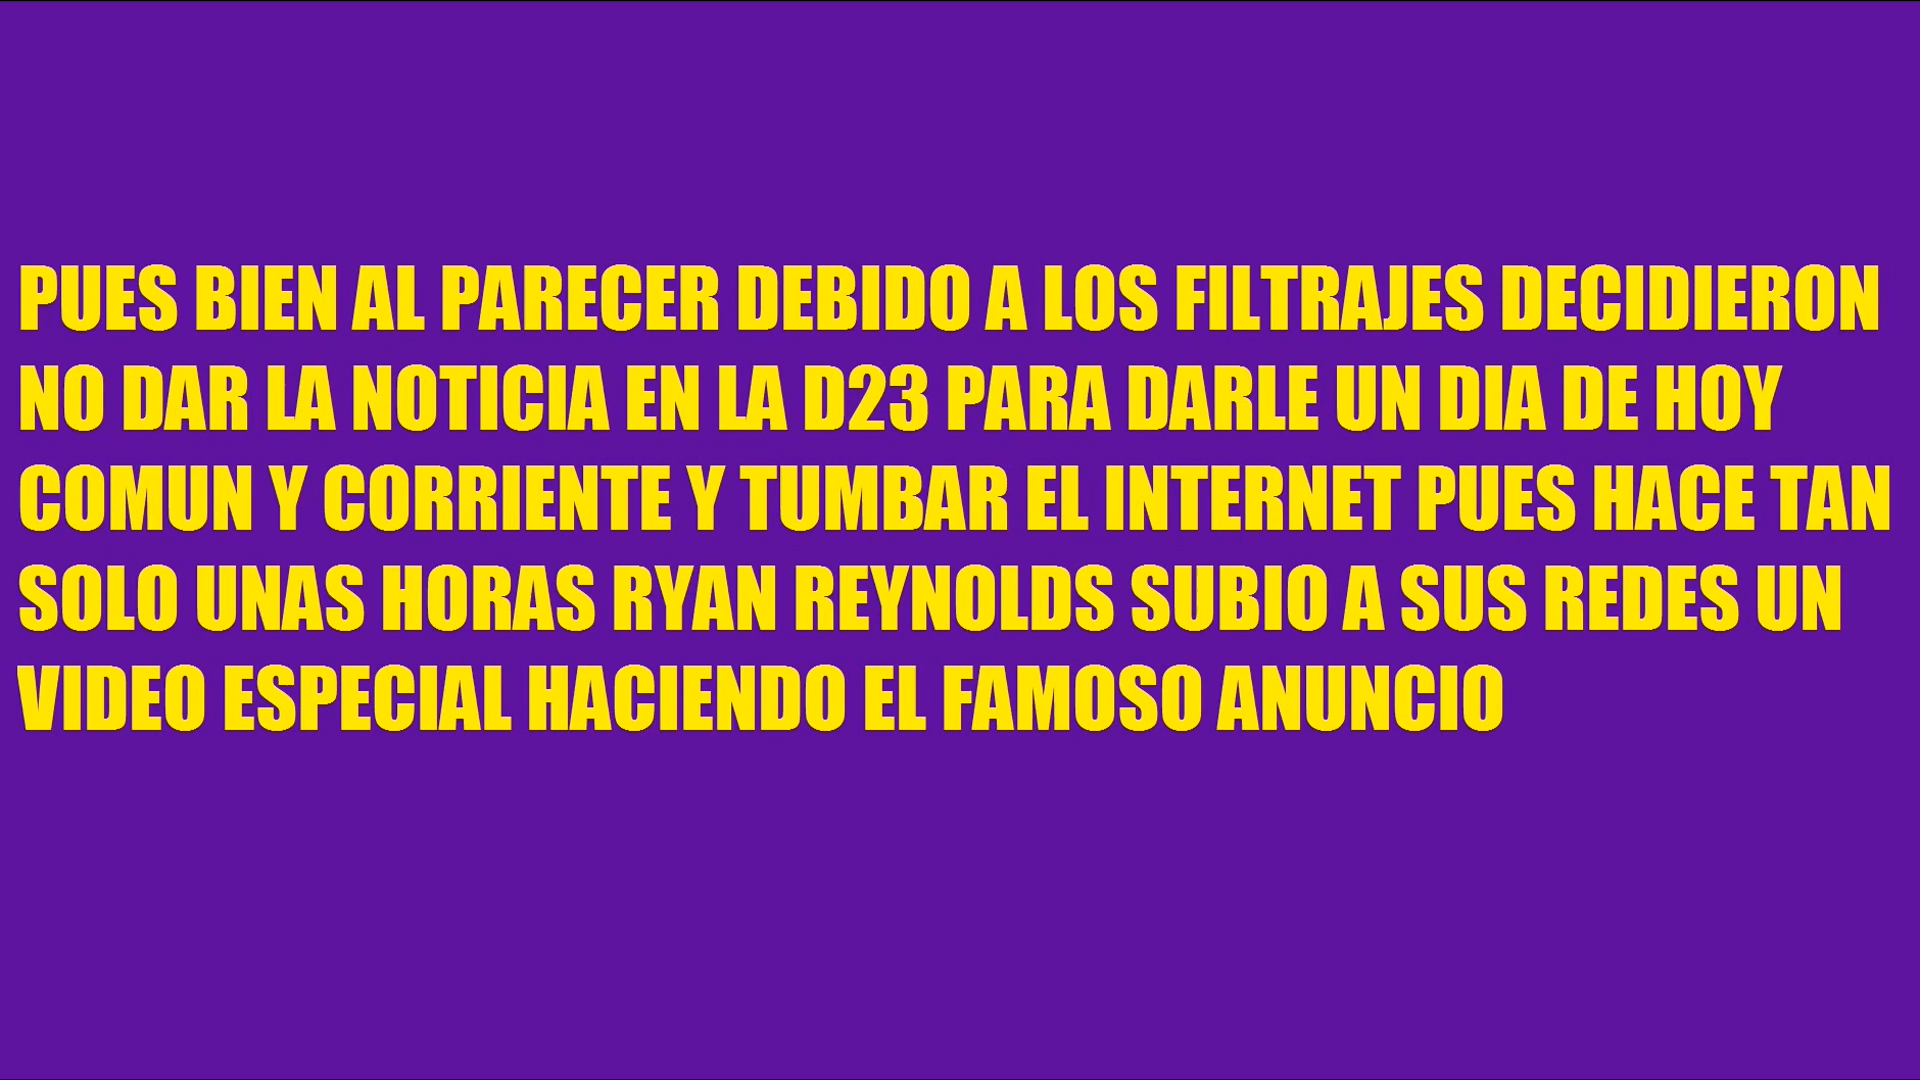 PUES BIEN AL PARECER DEBIDO A LOS FILTRAJES DECIDIERON
NO DAR LA NOTICIA EN LA D23 PARA DARLE UN DIA DE HOY
COMUN Y CORRIENTE Y TUMBAR EL INTERNET PUES HACE TAN
SOLO UNAS HORAS RYAN REYNOLDS SUBIO A SUS REDES UN
VIDEO ESPECIAL HACIENDO EL FAMOSO ANUNCIO